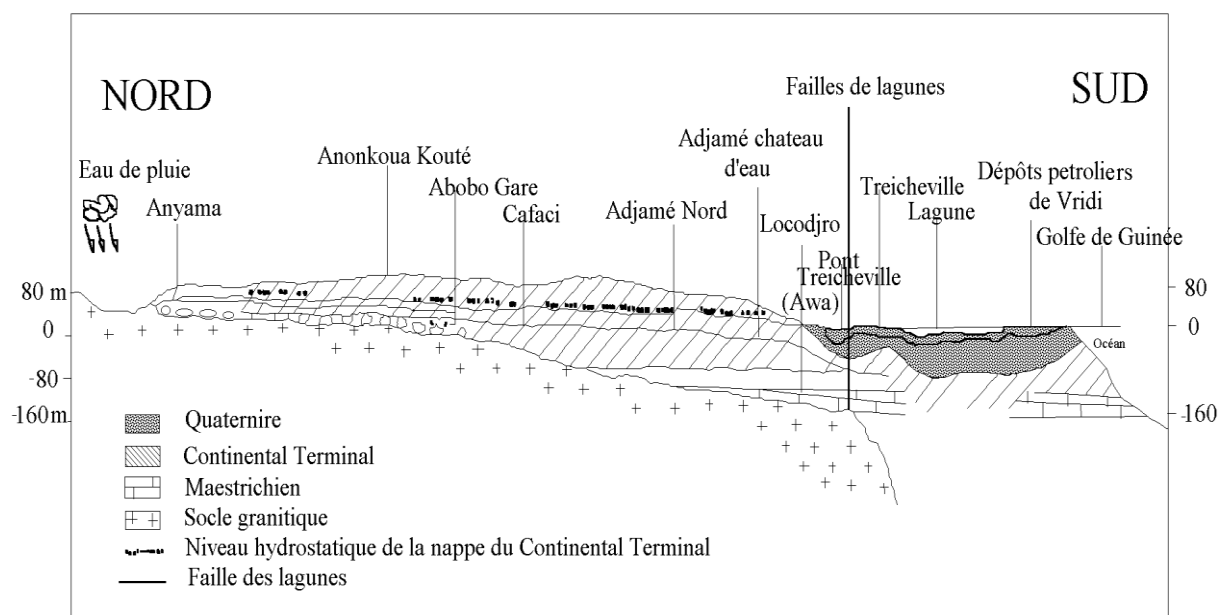 NORD
SUD
Failles de lagunes
Eau de pluie
Anyama
Anonkoua Kouté
Abobo Gare
Cafaci
Adjamé Nord
Adjamé chateau
d'eau
Locodjro
Pont
Treicheville
(Awa)
Treicheville
Lagune
Dépôts petroliers
de Vridi
Golfe de Guinée
Océan
80 m
0
-80
-160m
80
0
-160
Quaternire
Continental Terminal
Maestrichien
Socle granitique
Niveau hydrostatique de la nappe du Continental Terminal
Faille des lagunes